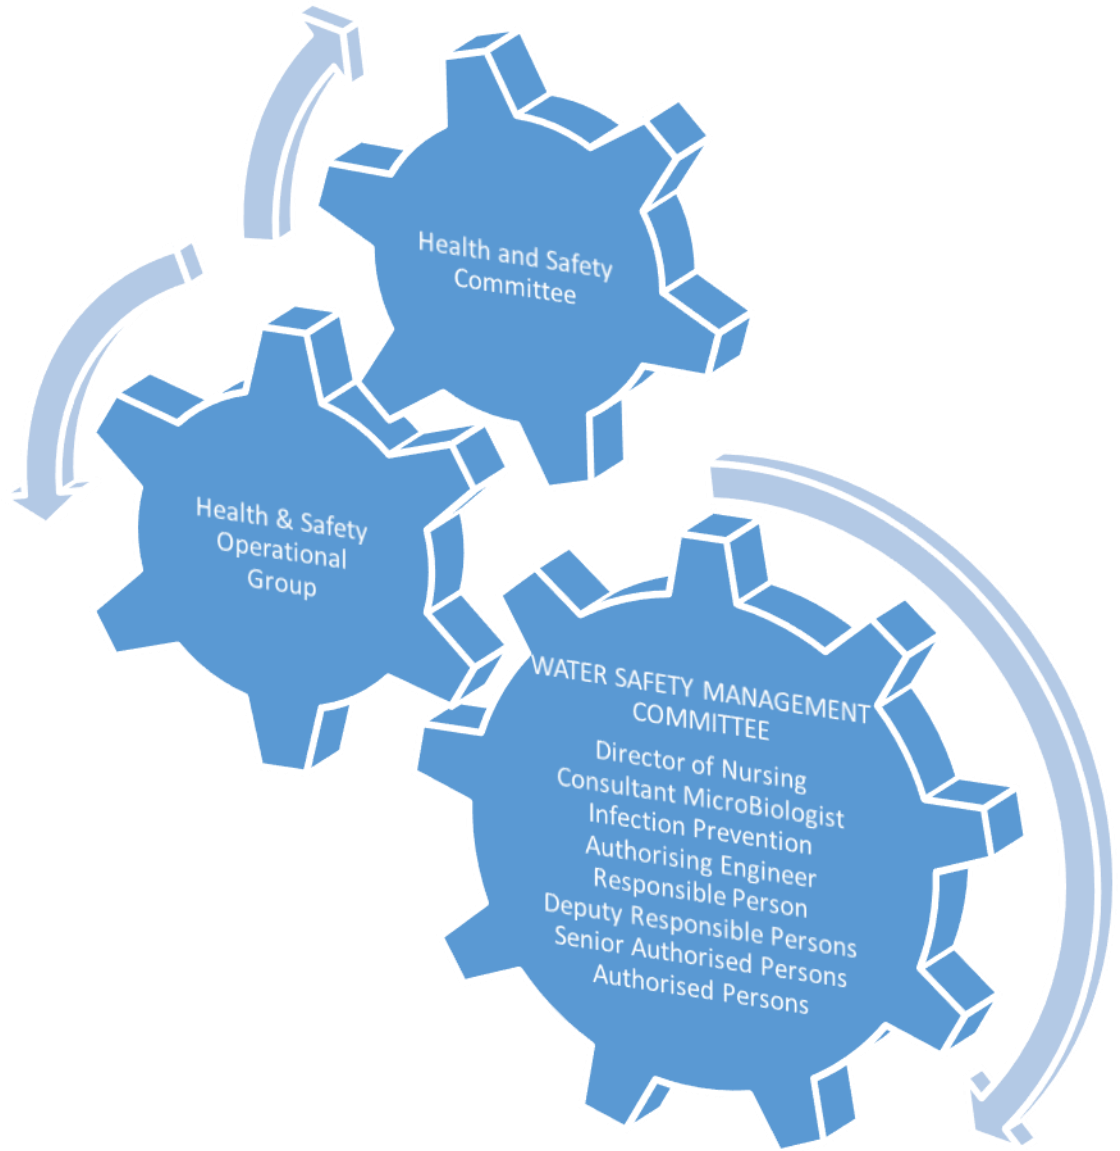 Health and Safety
Committee
Health & Safety
Operational
Group
WATER SAFETY MANAGEMENT
COMMITTEE
Director of Nursing
Consultant MicroBiologist
Infection Prevention
Authorising Engineer
Responsible Person
Deputy Responsible Persons
Senior Authorised Persons
Authorised Persons